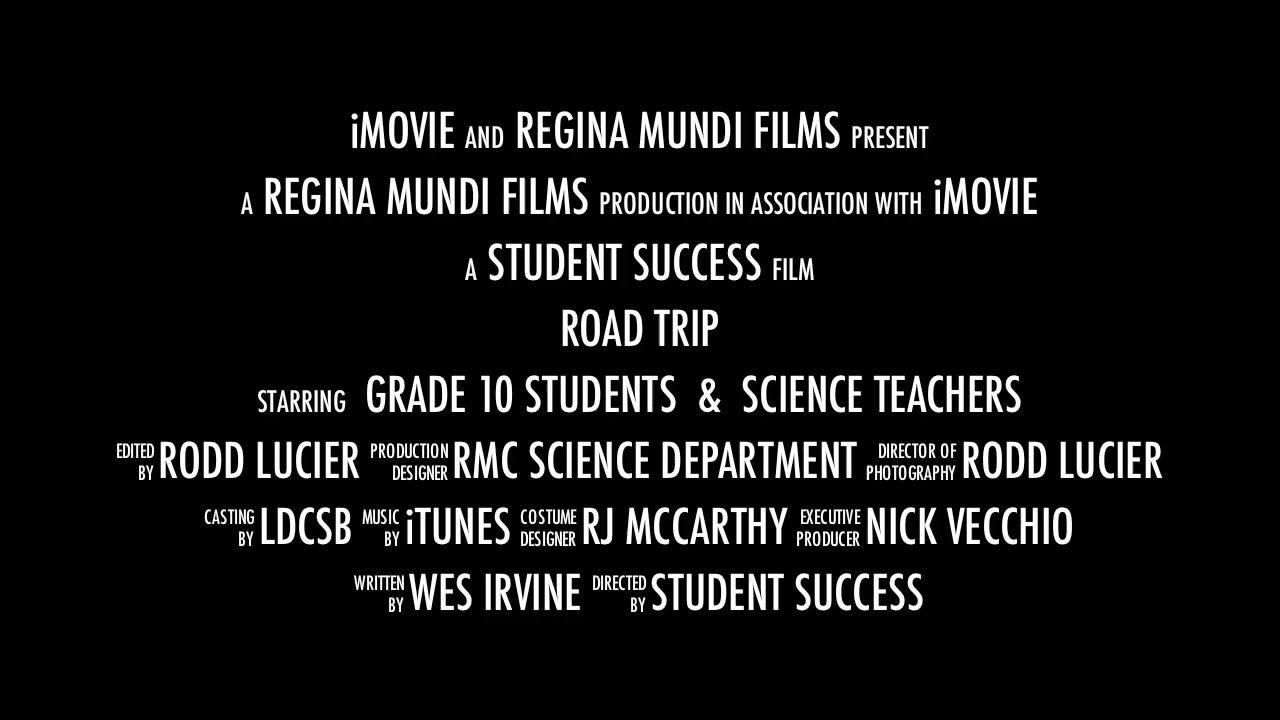 iMOVIE AND REGINA MUNDI FILMS PRESENT
A REGINA MUNDI FILMS PRODUCTION IN ASSOCIATION WITH iMOVIE
A STUDENT SUCCESS FILM
ROAD TRIP
STARRING GRADE 10 STUDENTS & SCIENCE TEACHERS
EDITED BY RODD LUCIER PRODUCTION DESIGNER RMC SCIENCE DEPARTMENT DIRECTOR OF PHOTOGRAPHY RODD LUCIER
CASTING BY LDCSB MUSIC BY iTUNES COSTUME DESIGNER RJ MCCARTHY EXECUTIVE PRODUCER NICK VECCHIO
WRITTEN BY WES IRVINE DIRECTED BY STUDENT SUCCESS